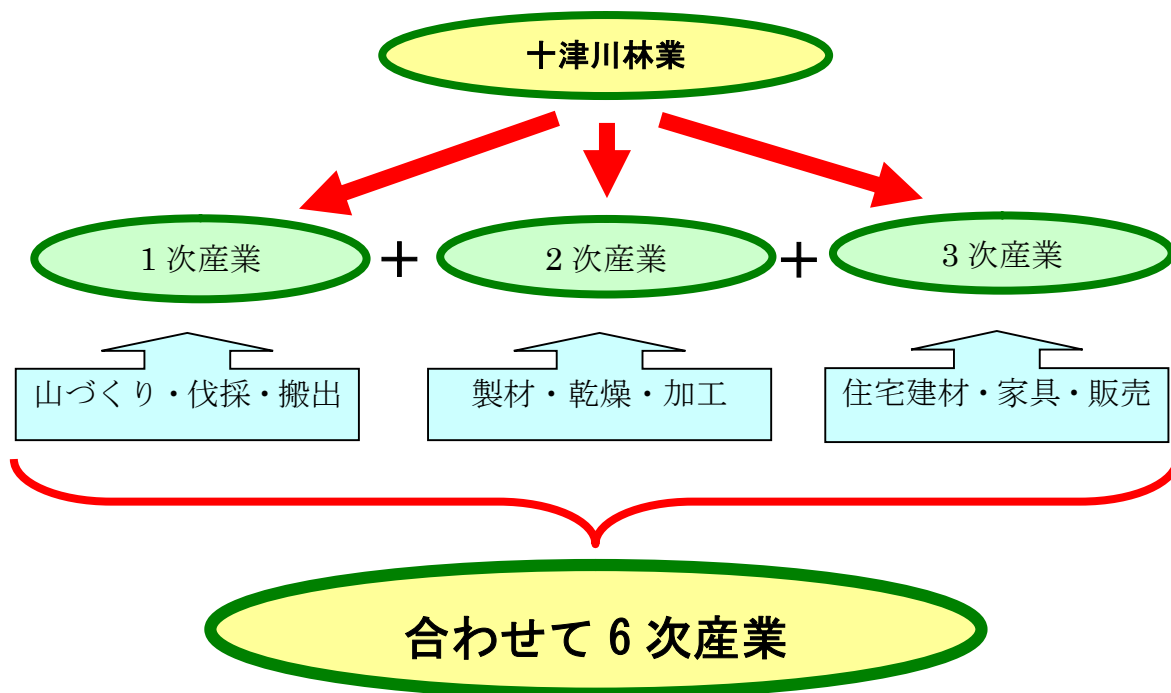 十津川林業
1 次産業
＋
2 次産業
＋
3 次産業
山づくり・伐採・搬出
製材・乾燥・加工
住宅建材・家具・販売
合わせて 6 次産業